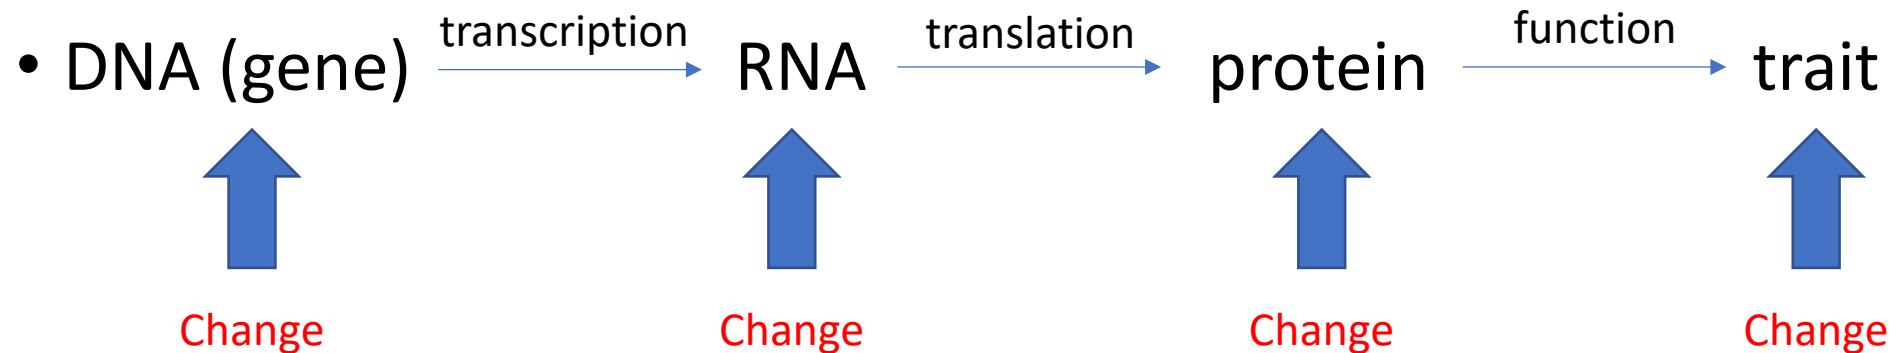 • DNA (gene) transcription RNA translation protein function trait
Change Change Change Change